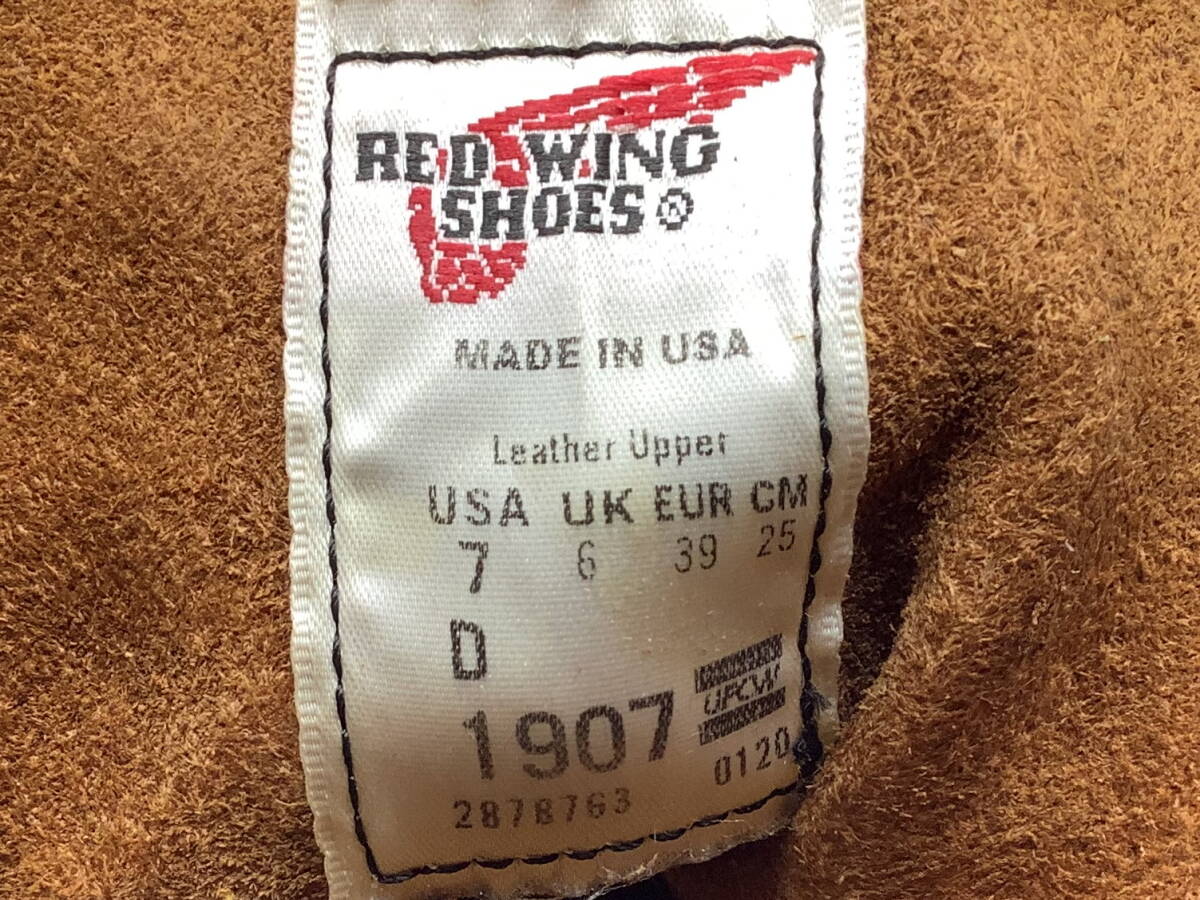 RED WING
SHOES ®
MADE IN USA
Leather Upper
USA UK EUR CM
7 6 39 25
D
UFCW
1907
0120
2878763